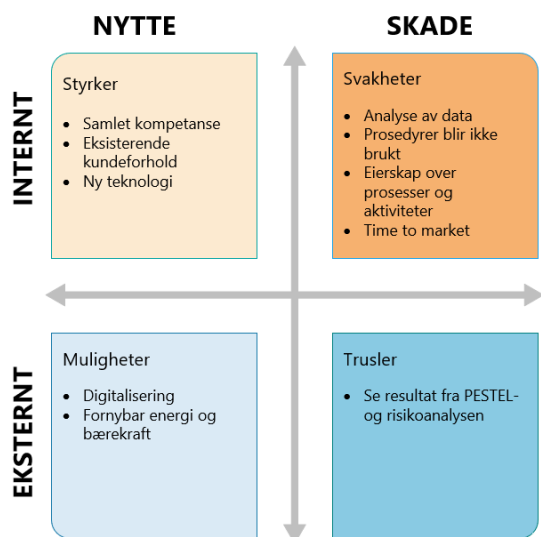 NYTTE
SKADE
INTERNT
Styrker
• Samlet kompetanse
• Eksisterende
kundeforhold
• Ny teknologi
Svakheter
• Analyse av data
• Prosedyrer blir ikke
brukt
• Eierskap over
prosesser og
aktiviteter
• Time to market
EKSTERNT
Muligheter
• Digitalisering
• Fornybar energi og
bærekraft
Trusler
• Se resultat fra PESTEL-
og risikoanalysen